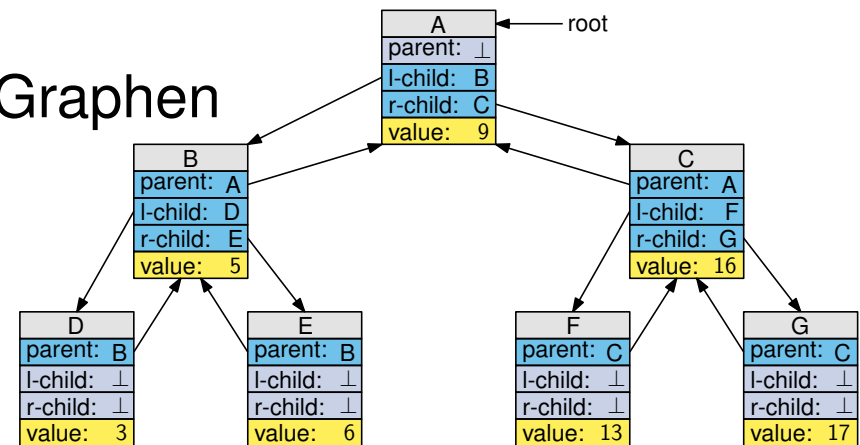 A
root
parent: ⊥
l-child: B
r-child: C
value: 9
Graphen
B
parent: A
l-child: D
r-child: E
value: 5
C
parent: A
l-child: F
r-child: G
value: 16
D
parent: B
l-child: ⊥
r-child: ⊥
value: 3
E
parent: B
l-child: ⊥
r-child: ⊥
value: 6
F
parent: C
l-child: ⊥
r-child: ⊥
value: 13
G
parent: C
l-child: ⊥
r-child: ⊥
value: 17